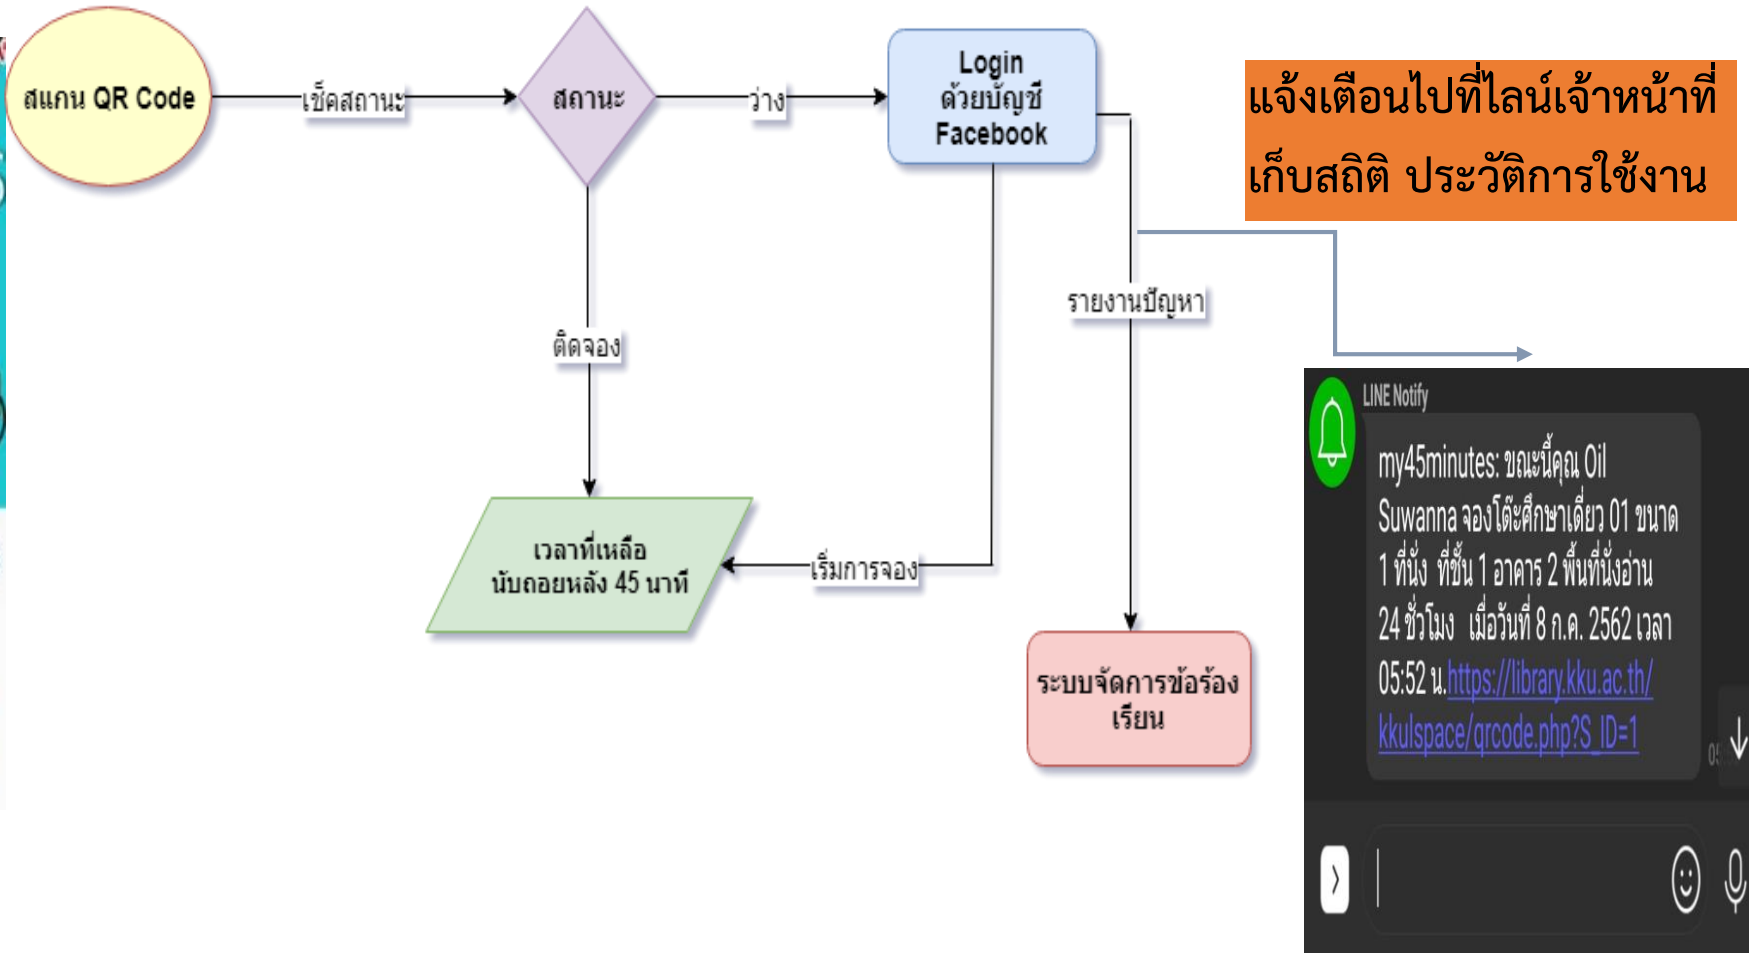 สแกน QR Code
เช็คสถานะ
สถานะ
ว่าง
Login
ด้วยบัญชี
Facebook
แจ้งเตือนไปที่ไลน์เจ้าหน้าที่
เก็บสถิติ ประวัติการใช้งาน
รายงานปัญหา
ติดจอง
เวลาที่เหลือ
นับถอยหลัง 45 นาที
เริ่มการจอง
ระบบจัดการข้อร้อง
เรียน
LINE Notify
my45minutes: ขณะนี้คุณ Oil
Suwanna จองโต๊ะศึกษาเดี่ยว 01 ขนาด
1 ที่นั่ง ที่ชั้น 1 อาคาร 2 พื้นที่นั่งอ่าน
24 ชั่วโมง เมื่อวันที่ 8 ก.ค. 2562 เวลา
05:52 น.https://library.kku.ac.th/
kkulspace/qrcode.php?S_ID=1